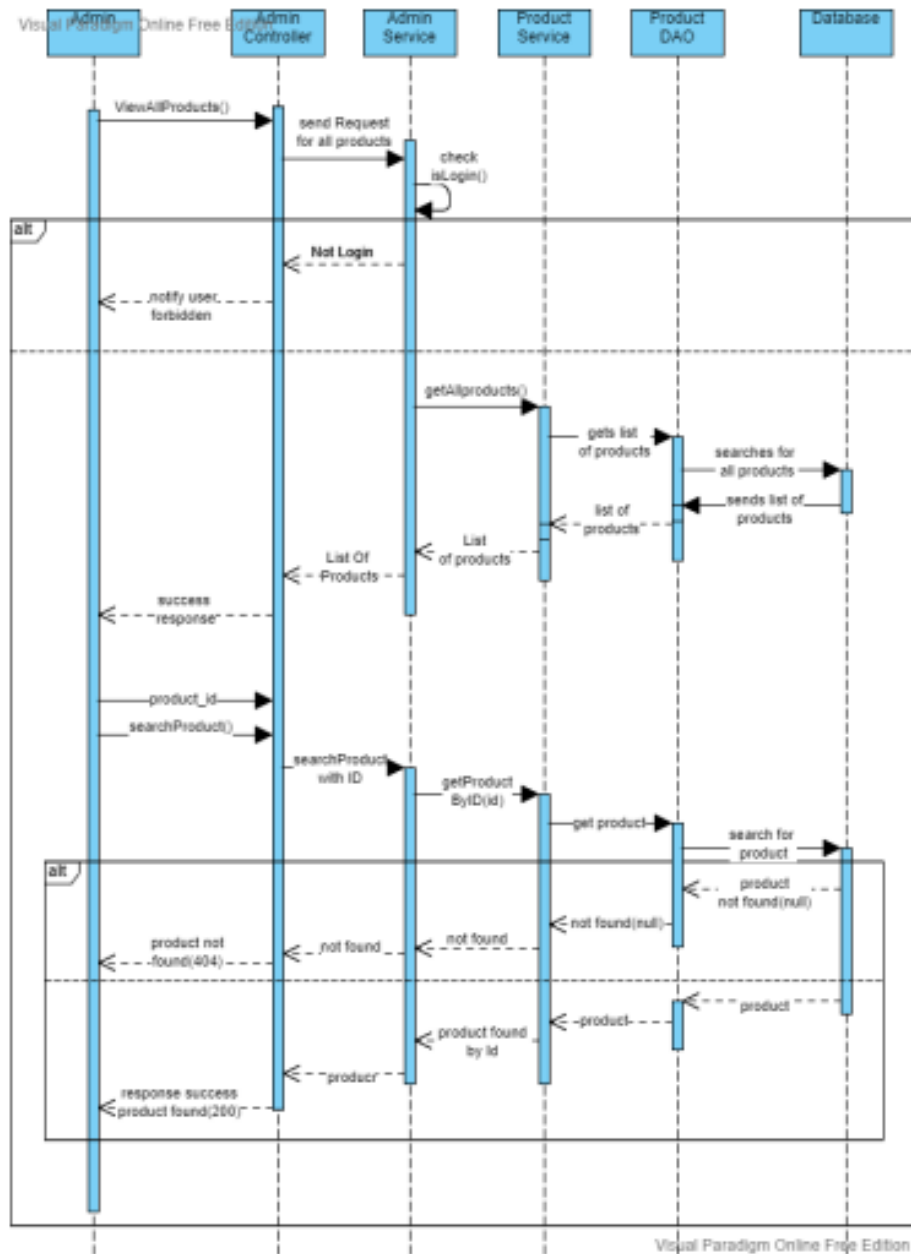 Visual Paradigm Online Free Edition
Admin
Admin
Controller
Admin
Service
Product
Service
Product
DAO
Database
ViewAllProducts()
send Request
for all products
check
isLogin()
alt
Not Login
notify user
forbidden
getAllproducts()
gets list
of products
searches for
all products
sends list of
products
list of
products
List
of products
List Of
Products
success
response
product_id
searchProduct()
searchProduct
with ID
getProduct
ByID(id)
get product
search for
product
alt
product
not found(null)
not found(null)
not found
not found
product not
found(404)
product
product
product found
by Id
producr
response success
product found(200)
Visual Paradigm Online Free Edition